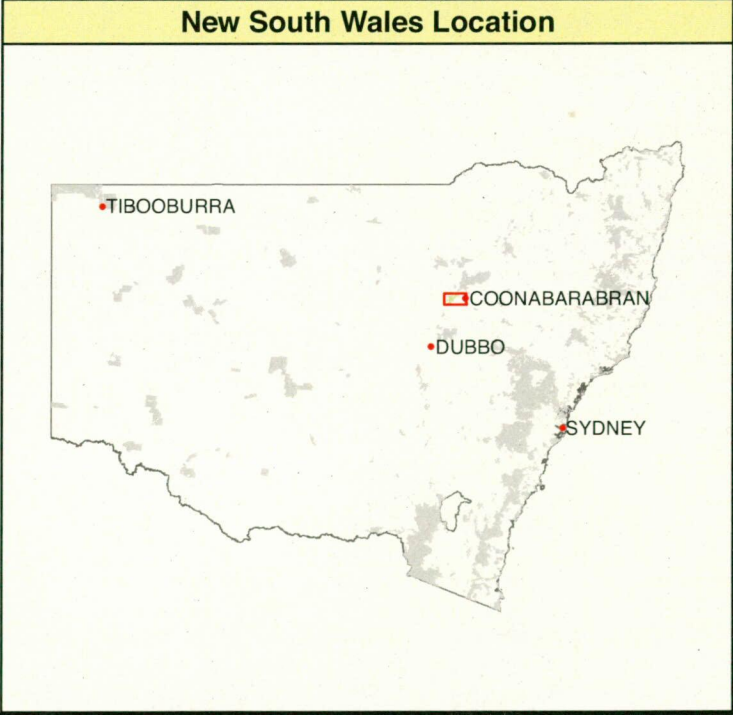 New South Wales Location
TIBOOBURRA
COONABARABRAN
DUBBO
SYDNEY